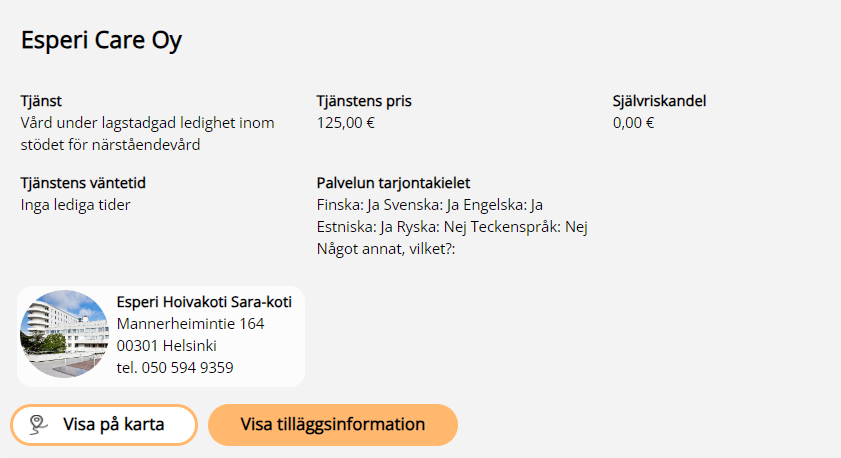 Esperi Care Oy
Tjänst
Vård under lagstadgad ledighet inom
stödet för närståendevård
Tjänstens pris
125,00 €
Självriskandel
0,00 €
Tjänstens väntetid
Inga lediga tider
Palvelun tarjontakielet
Finska: Ja Svenska: Ja Engelska: Ja
Estniska: Ja Ryska: Nej Teckenspråk: Nej
Något annat, vilket?:
Esperi Hoivakoti Sara-koti
Mannerheimintie 164
00301 Helsinki
tel. 050 594 9359
Visa på karta
Visa tilläggsinformation